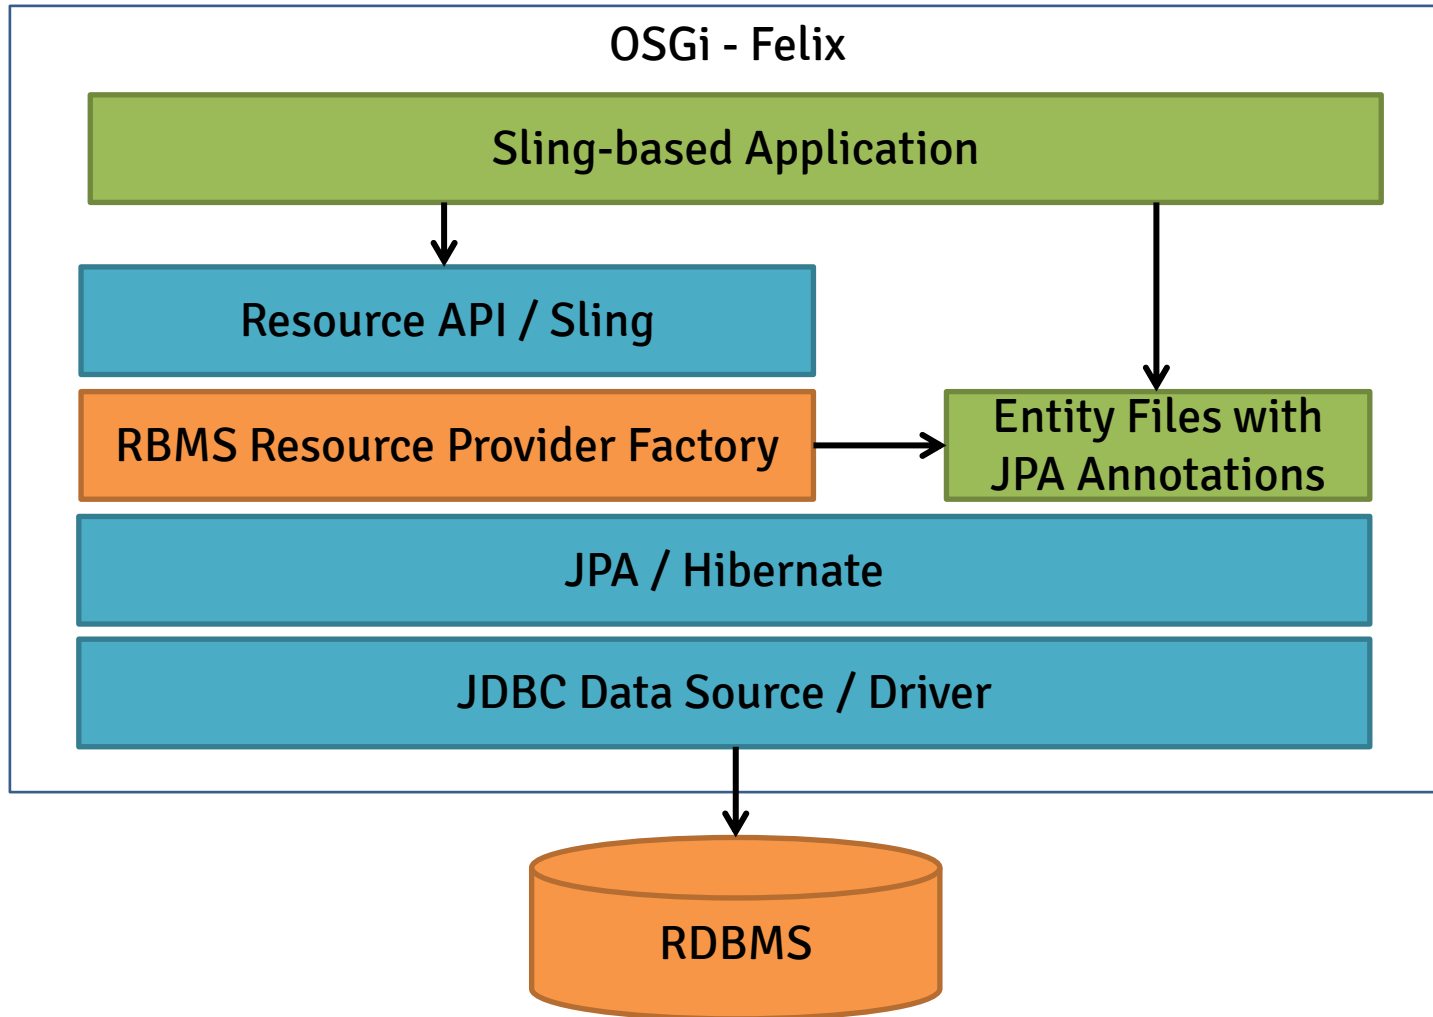 OSGi - Felix
Sling-based Application
Resource API / Sling
RBMS Resource Provider Factory
Entity Files with
JPA Annotations
JPA / Hibernate
JDBC Data Source / Driver
RDBMS